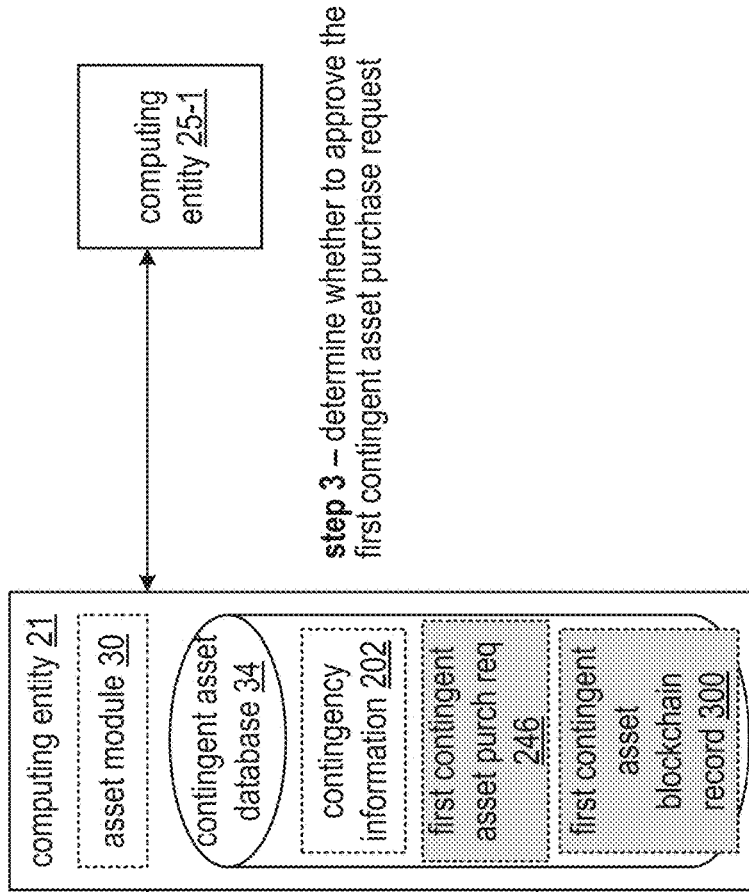 computing entity 21
asset module 30
contingent asset
database 34
contingency
information 202
first contingent
asset purch req
246
first contingent
asset
blockchain
record 300
computing
entity 25-1
step 3 – determine whether to approve the
first contingent asset purchase request